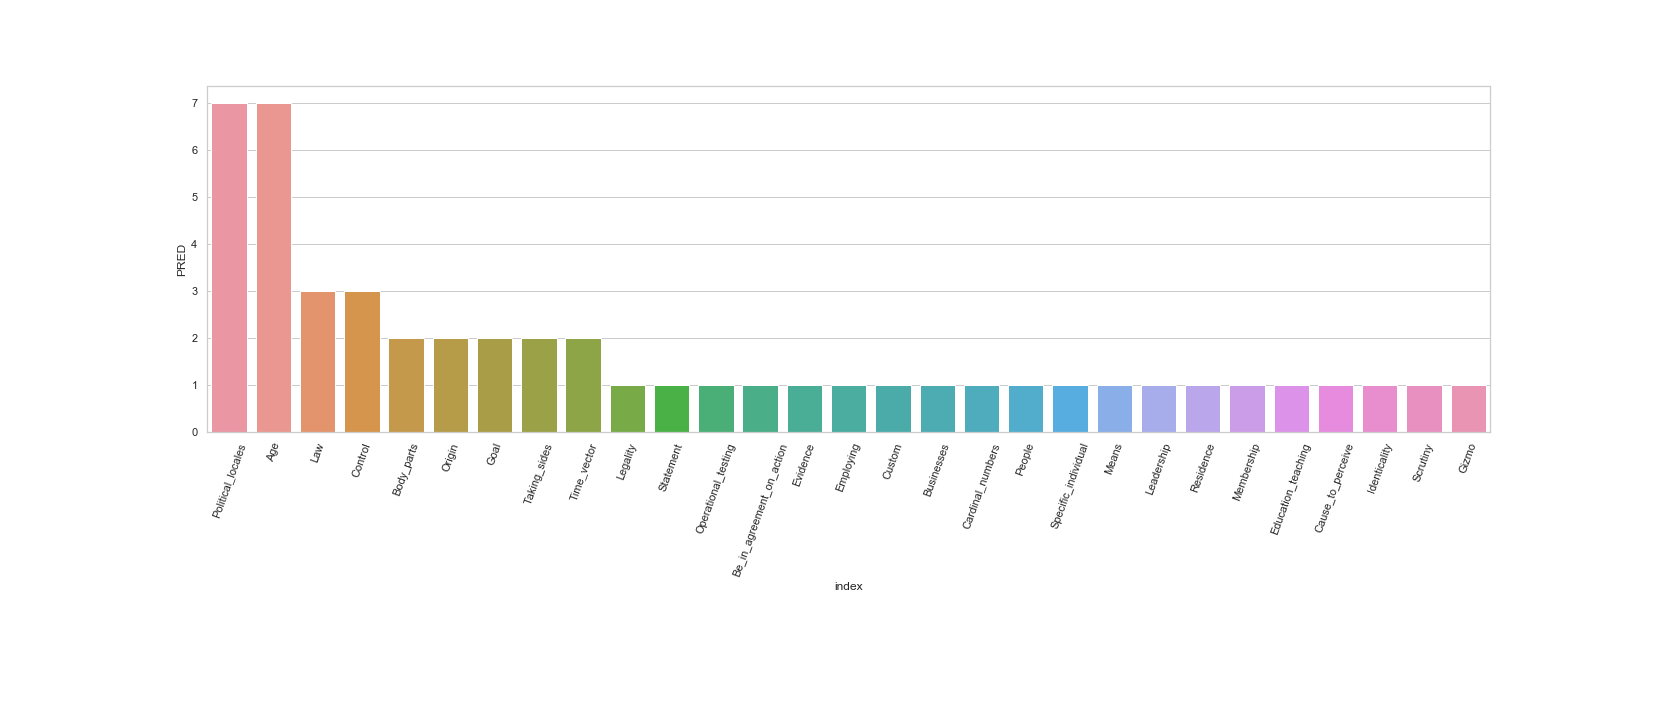 7
6
5
4
3
2
1
0
PRED
Political_locales
Age
Law
Control
Body_parts
Origin
Goal
Taking_sides
Time_vector
Legality
Statement
Operational_testing
Be_in_agreement_on_action
Evidence
Employing
Custom
Businesses
Cardinal_numbers
People
Specific_individual
Means
Leadership
Residence
Membership
Education_teaching
Cause_to_perceive
Identicality
Scrutiny
Gizmo
index